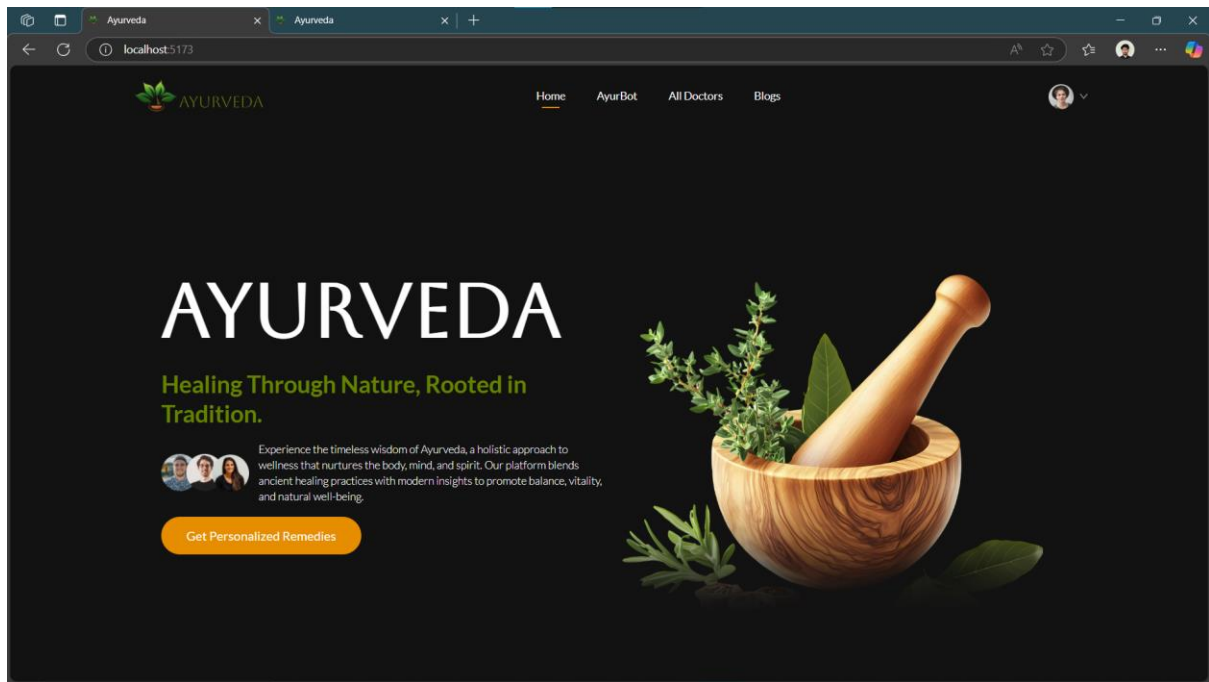 Ayurveda
Ayurveda
localhost:5173
AYURVEDA
Home AyurBot All Doctors Blogs
AYURVEDA
Healing Through Nature, Rooted in
Tradition.
Experience the timeless wisdom of Ayurveda, a holistic approach to
wellness that nurtures the body, mind, and spirit. Our platform blends
ancient healing practices with modern insights to promote balance, vitality,
and natural well-being.
Get Personalized Remedies